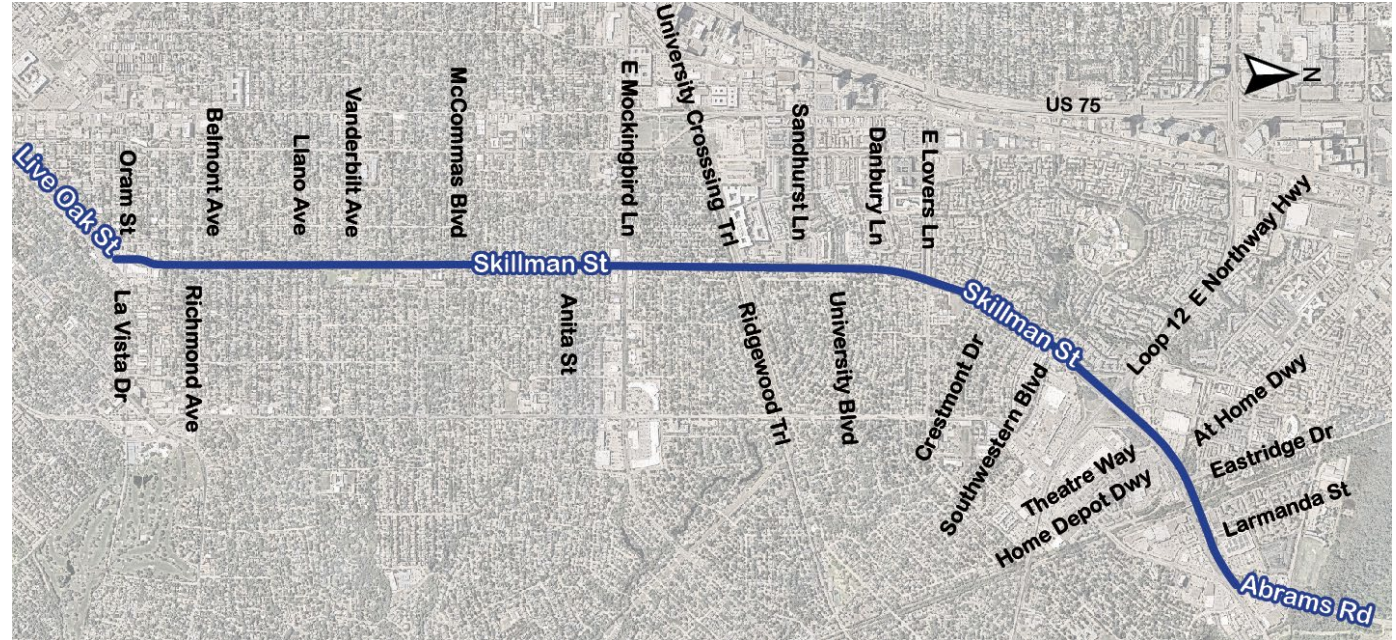 N
US 75
Live Oak St
Oram St
Belmont Ave
Llano Ave
Vanderbilt Ave
McCommas Blvd
E Mockingbird Ln
University Crosssing Trl
Sandhurst Ln
Danbury Ln
E Lovers Ln
Loop 12 E Northway Hwy
Skillman St
Skillman St
La Vista Dr
Richmond Ave
Anita St
Ridgewood Trl
University Blvd
Crestmont Dr
Southwestern Blvd
Theatre Way
Home Depot Dwy
At Home Dwy
Eastridge Dr
Larmanda St
Abrams Rd